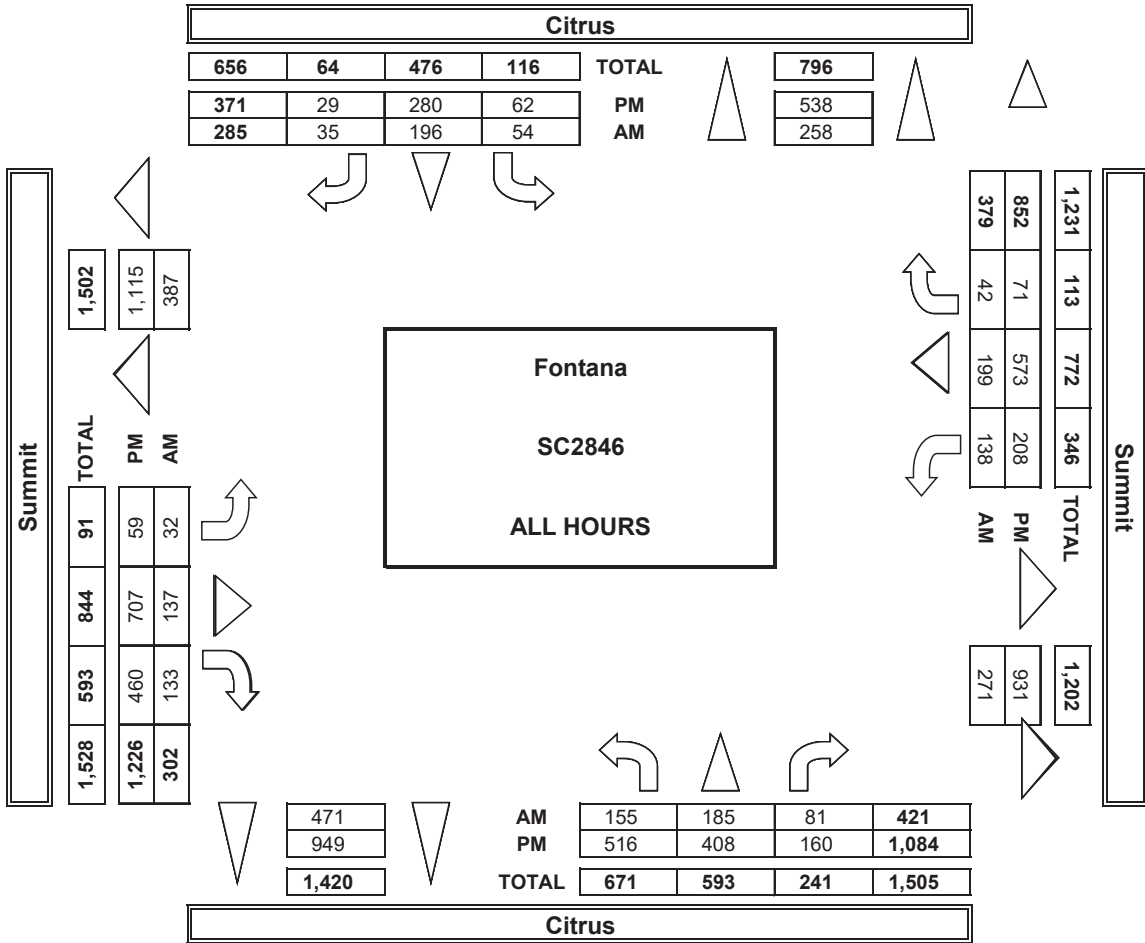 Citrus
656 64 476 116 TOTAL 796
371 29 280 62 PM 538
285 35 196 54 AM 258
Summit
1,502 1,115 387
TOTAL PM AM
91 59 32
844 707 137
593 460 133
1,528 1,226 302
Fontana
SC2846
ALL HOURS
379 852 1,231
42 71 113
199 573 772
138 208 346
AM PM TOTAL
271 931 1,202
Summit
471 AM 155 185 81 421
949 PM 516 408 160 1,084
1,420 TOTAL 671 593 241 1,505
Citrus